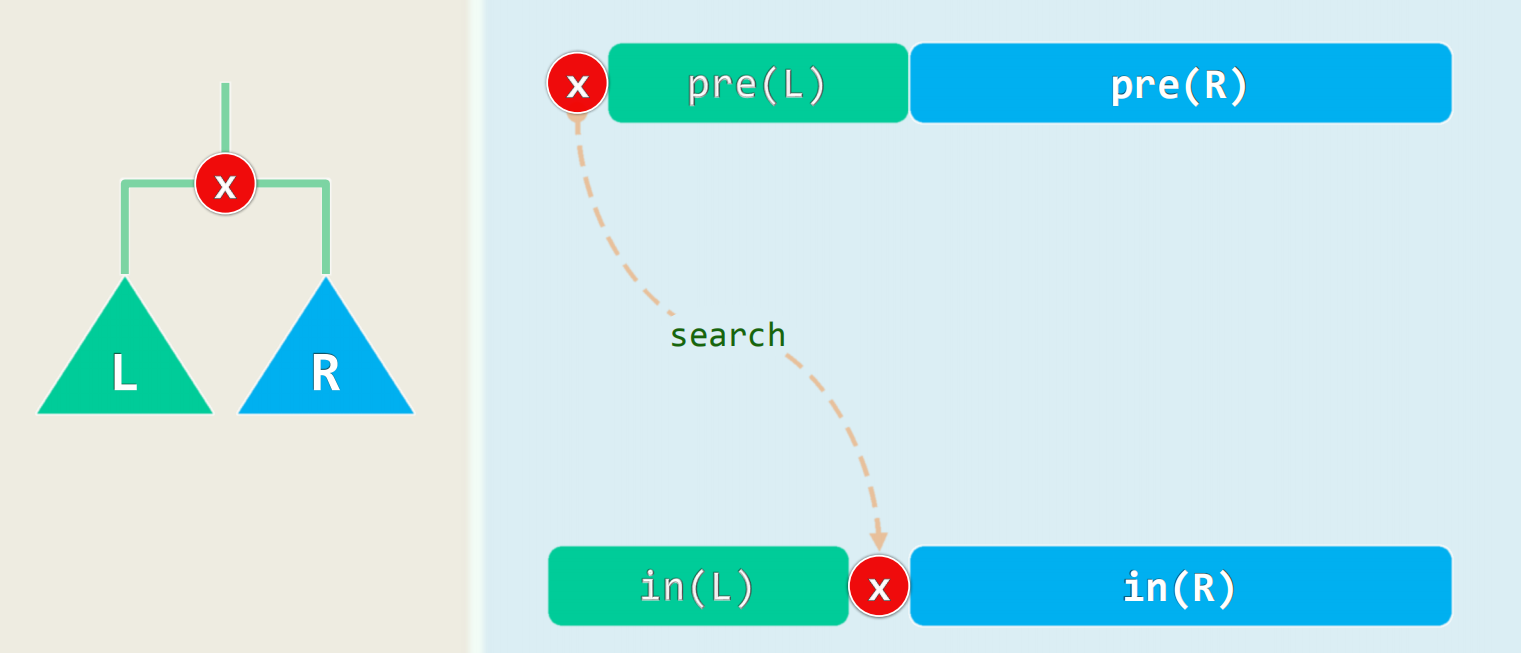 x
L
R
x pre(L) pre(R)
search
in(L) x in(R)